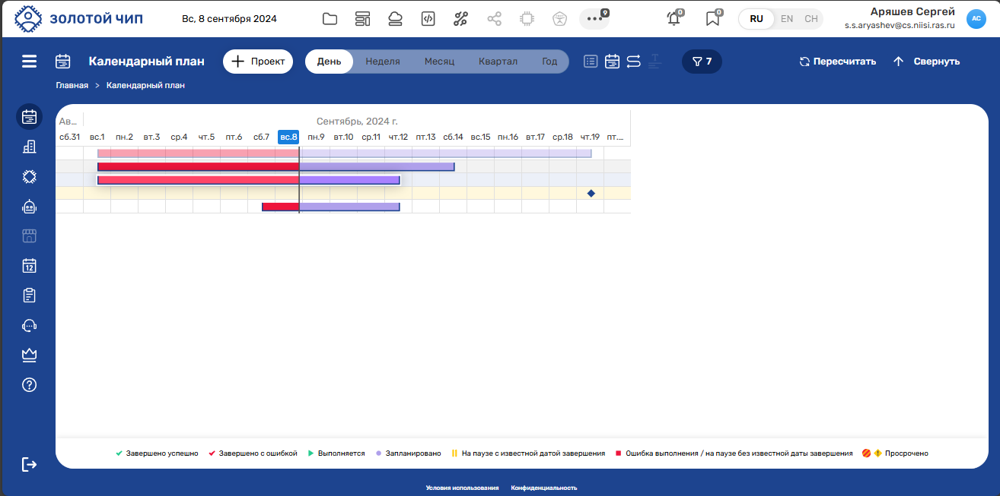 ЗОЛОТОЙ ЧИП
Вс, 8 сентября 2024
9
0
0
RU EN CH
Аряшев Сергей
s.s.aryashev@cs.niisi.ras.ru
АС
Календарный план
Проект
День Неделя Месяц Квартал Год
7
Пересчитать
Свернуть
Главная > Календарный план
Ав... Сентябрь, 2024 г.
сб.31 вс.1 пн.2 вт.3 ср.4 чт.5 пт.6 сб.7 вс.8 пн.9 вт.10 ср.11 чт.12 пт.13 сб.14 вс.15 пн.16 вт.17 ср.18 чт.19 пт....
12
Завершено успешно Завершено с ошибкой Выполняется Запланировано На паузе с известной датой завершения Ошибка выполнения / на паузе без известной даты завершения Просрочено
Условия использования Конфиденциальность